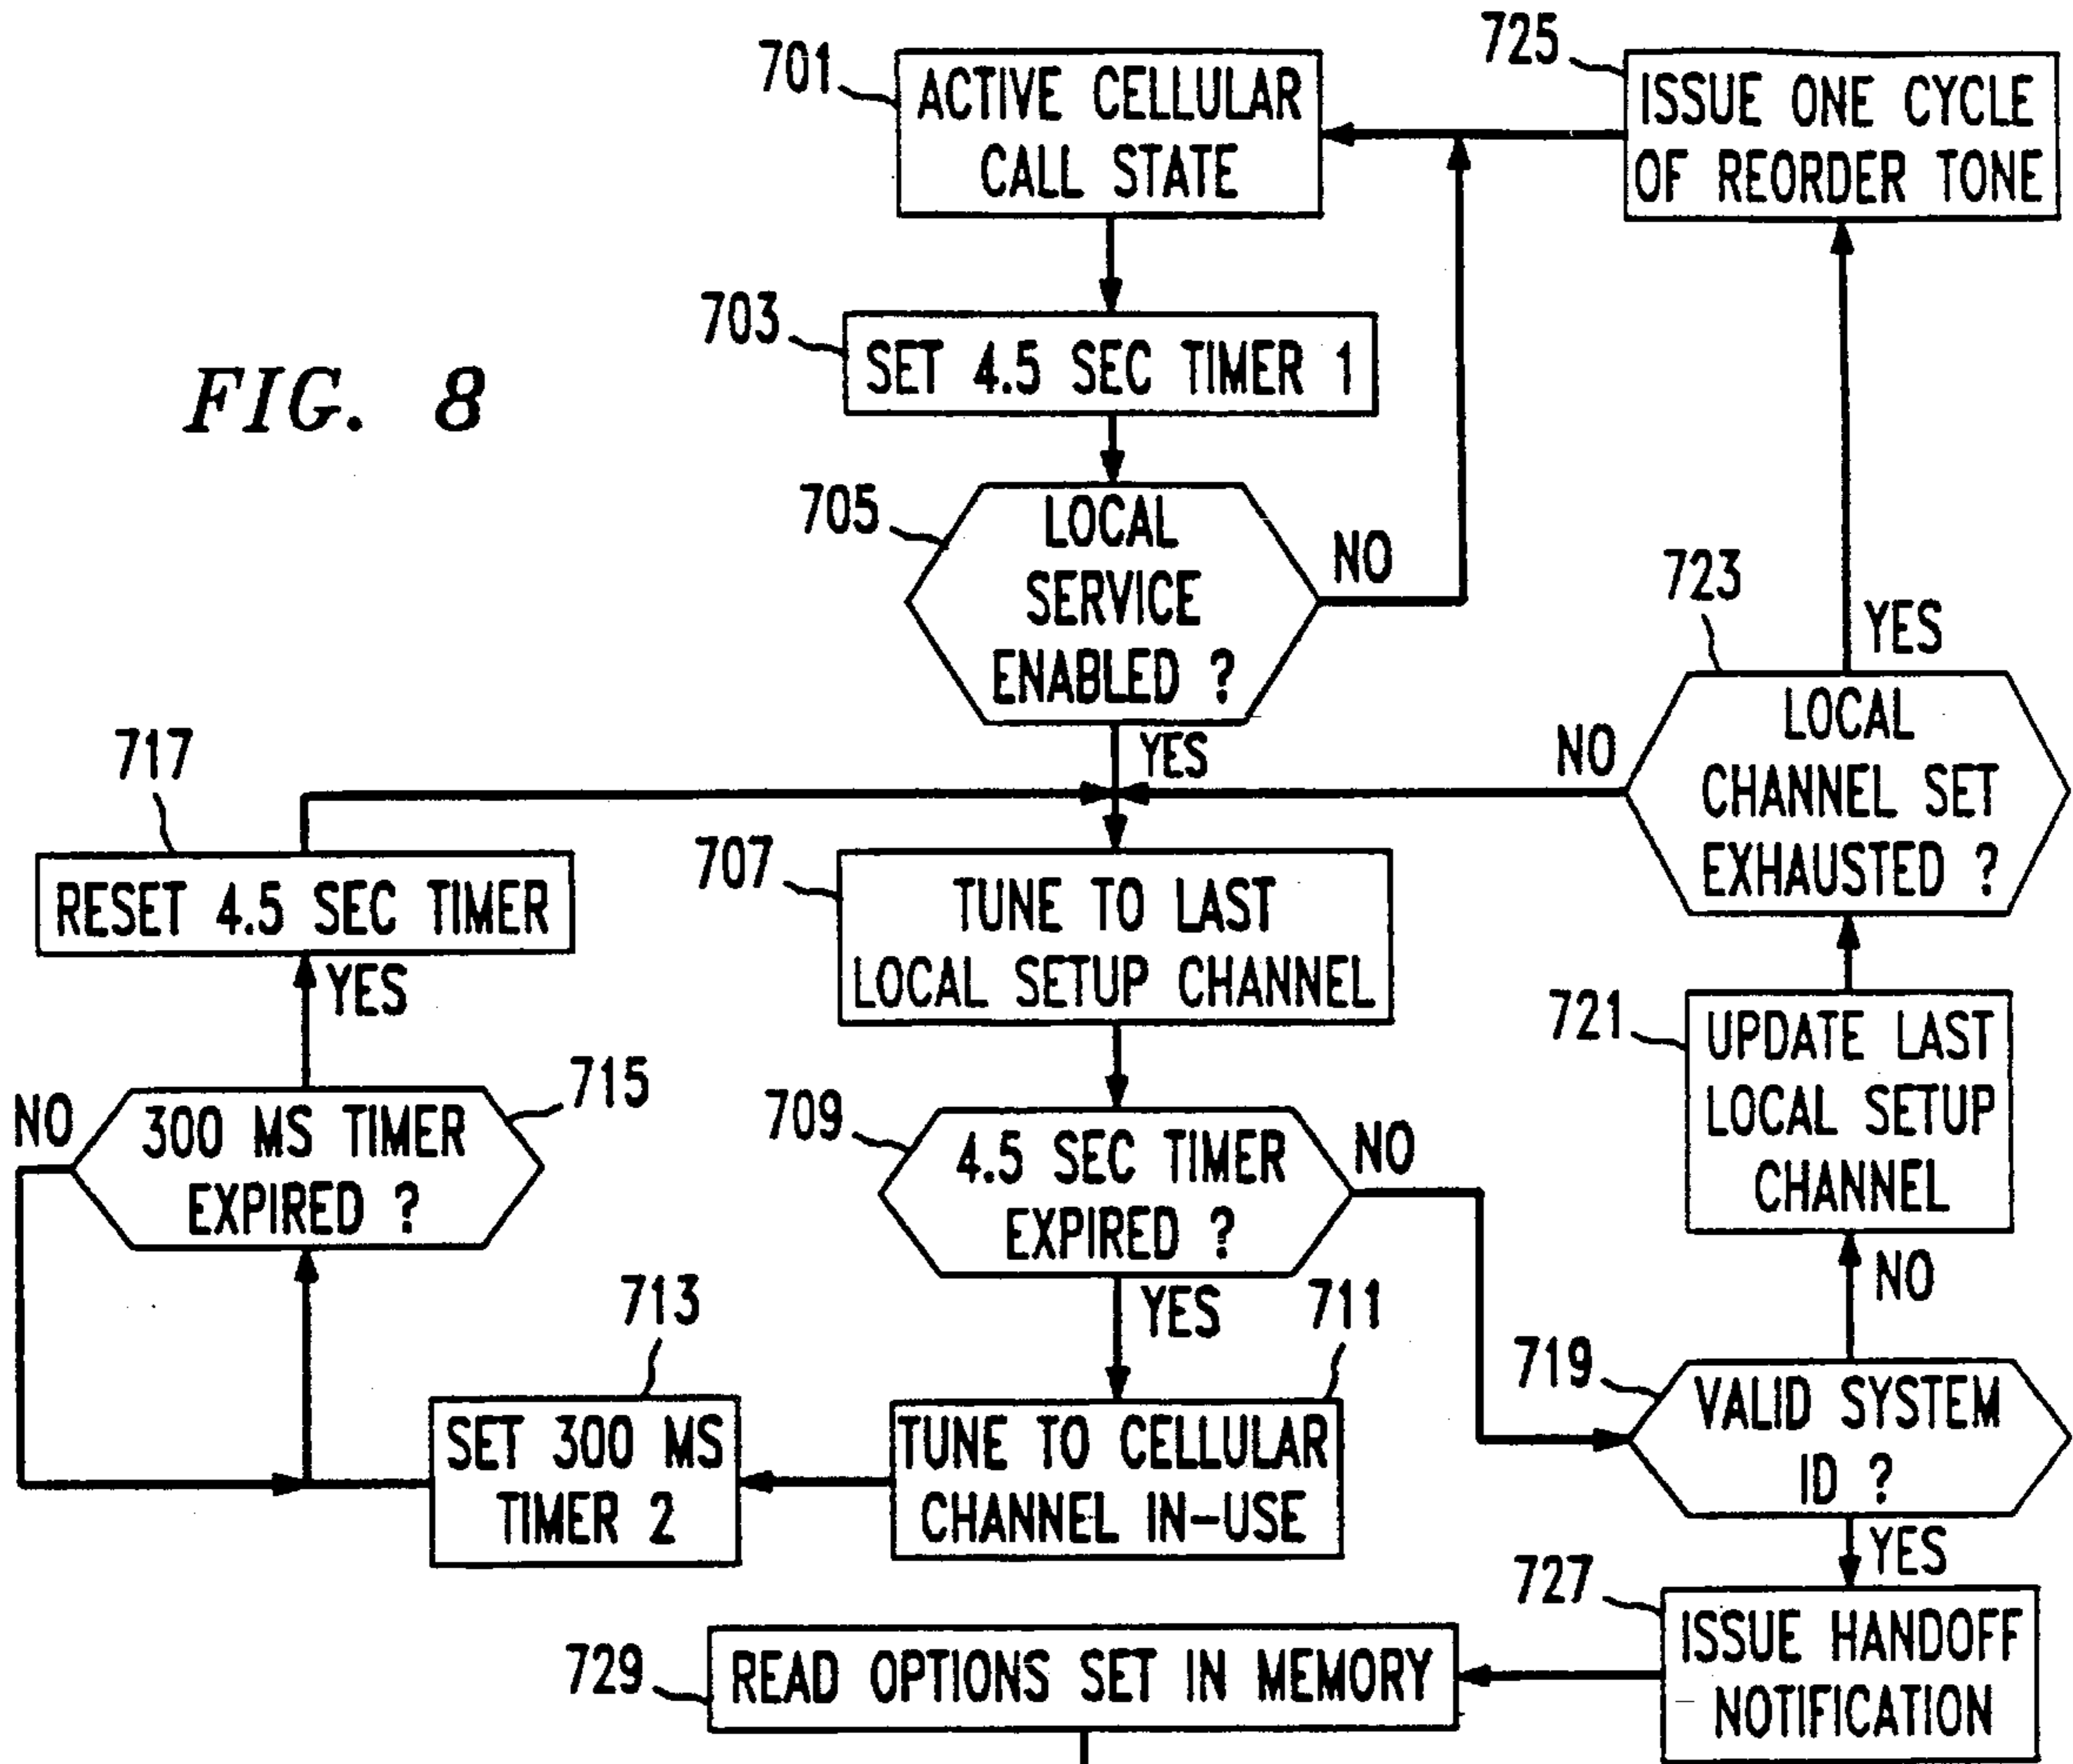 725
701
ACTIVE CELLULAR
CALL STATE
ISSUE ONE CYCLE
OF REORDER TONE
703
SET 4.5 SEC TIMER 1
FIG. 8
705
LOCAL
SERVICE
ENABLED ?
NO
YES
723
YES
LOCAL
CHANNEL SET
EXHAUSTED ?
NO
717
RESET 4.5 SEC TIMER
YES
707
TUNE TO LAST
LOCAL SETUP CHANNEL
721
UPDATE LAST
LOCAL SETUP
CHANNEL
NO
715
NO
300 MS TIMER
EXPIRED ?
709
4.5 SEC TIMER
EXPIRED ?
NO
YES
713
SET 300 MS
TIMER 2
711
TUNE TO CELLULAR
CHANNEL IN-USE
719
VALID SYSTEM
ID ?
YES
727
ISSUE HANDOFF
NOTIFICATION
729
READ OPTIONS SET IN MEMORY